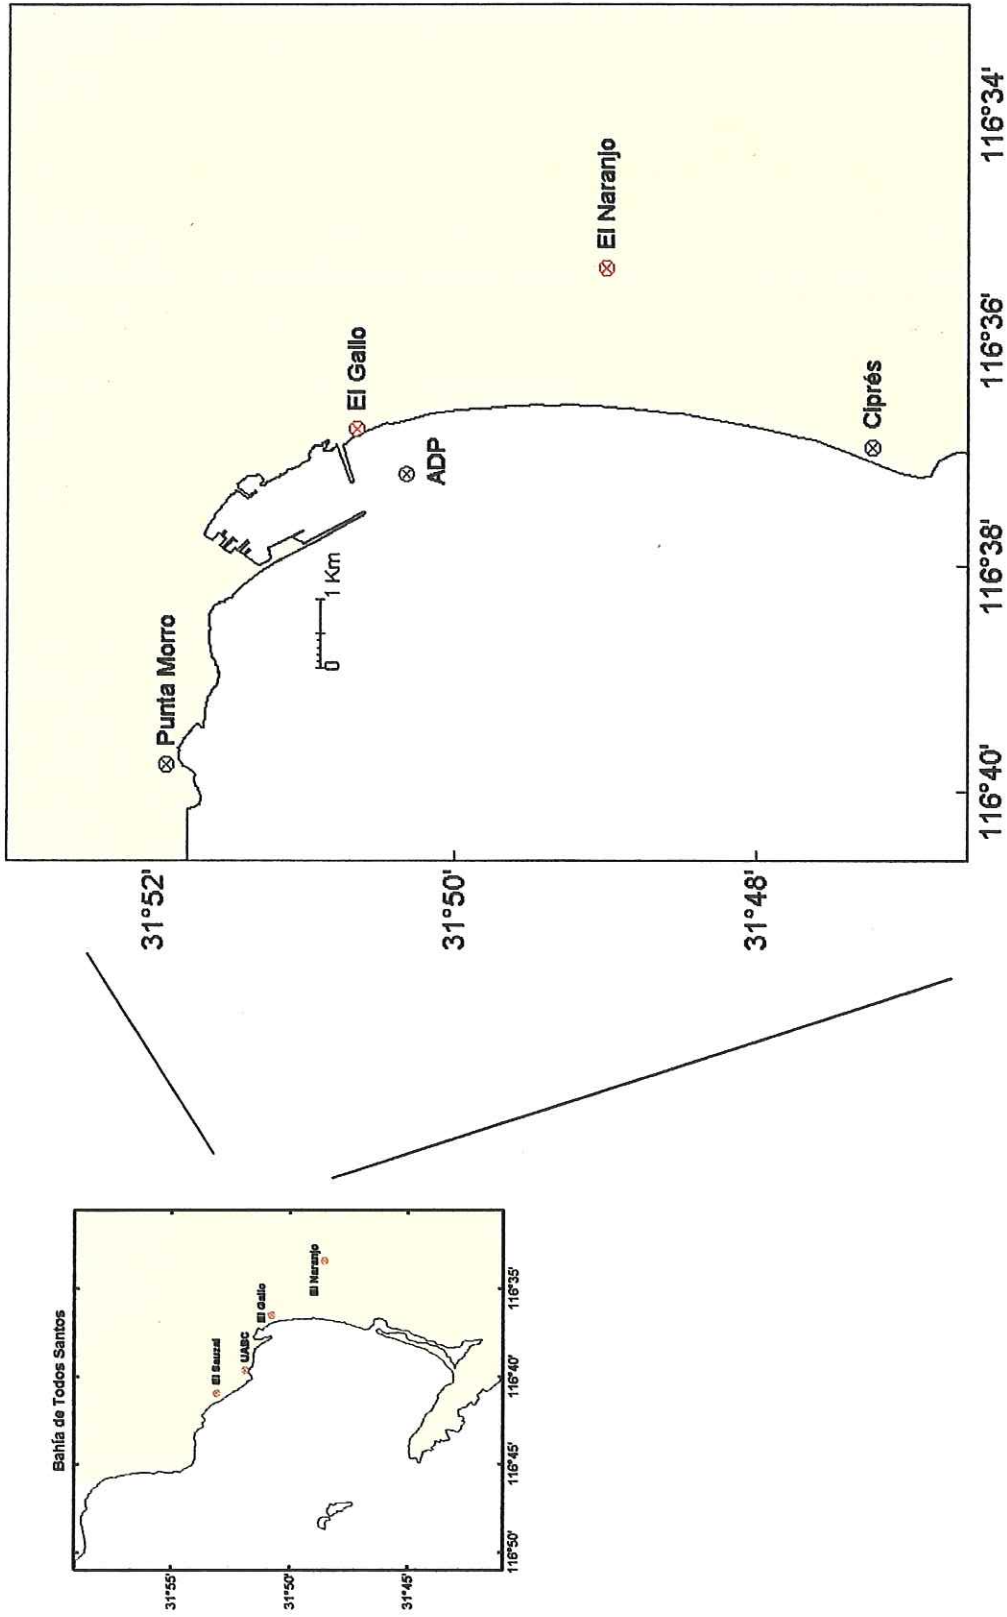 Bahía de Todos Santos
31°55'
31°50'
31°45'
El Sauzal
UABC
El Gallo
El Naranjo
116°50'
116°45'
116°40'
116°35'
31°52'
31°50'
31°48'
Punta Morro
El Gallo
ADP
El Naranjo
Ciprés
0
1 Km
116°40'
116°38'
116°36'
116°34'